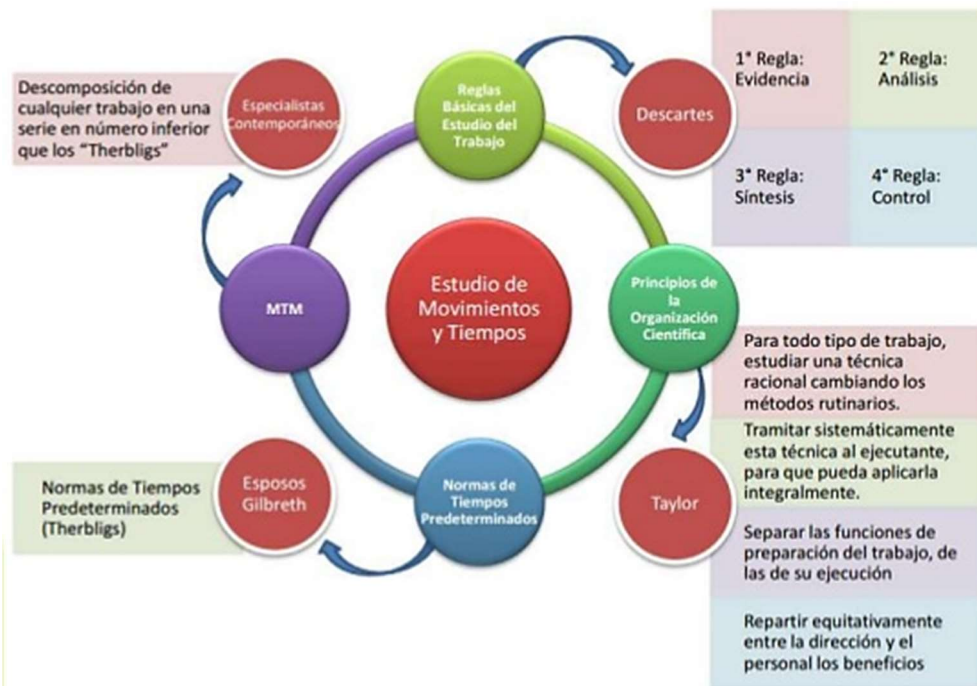 Reglas
Básicas del
Estudio del
Trabajo
Descartes
1° Regla:
Evidencia
2° Regla:
Análisis
3° Regla:
Síntesis
4° Regla:
Control
Descomposición de
cualquier trabajo en una
serie en número inferior
que los “Therbligs”
Especialistas
Contemporáneos
MTM
Estudio de
Movimientos
y Tiempos
Principios de
la
Organización
Científica
Para todo tipo de trabajo,
estudiar una técnica
racional cambiando los
métodos rutinarios.
Tramitar sistemáticamente
esta técnica al ejecutante,
para que pueda aplicarla
integralmente.
Separar las funciones de
preparación del trabajo, de
las de su ejecución
Repartir equitativamente
entre la dirección y el
personal los beneficios
Taylor
Normas de
Tiempos
Predeterminados
Esposos
Gilbreth
Normas de Tiempos
Predeterminados
(Therbligs)